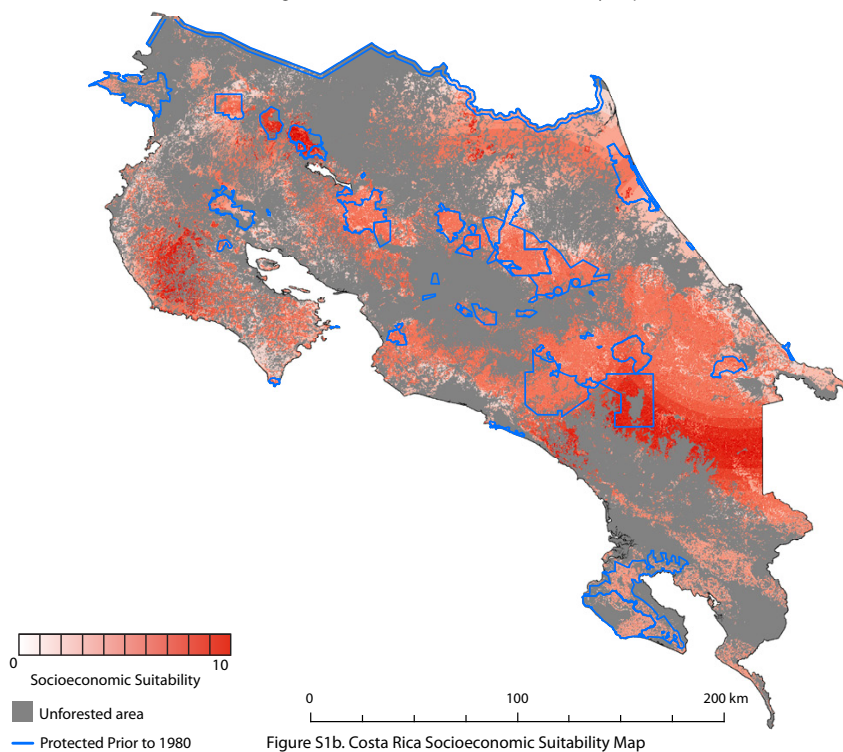 0 10
Socioeconomic Suitability
Unforested area
Protected Prior to 1980
0 100 200 km
Figure S1b. Costa Rica Socioeconomic Suitability Map